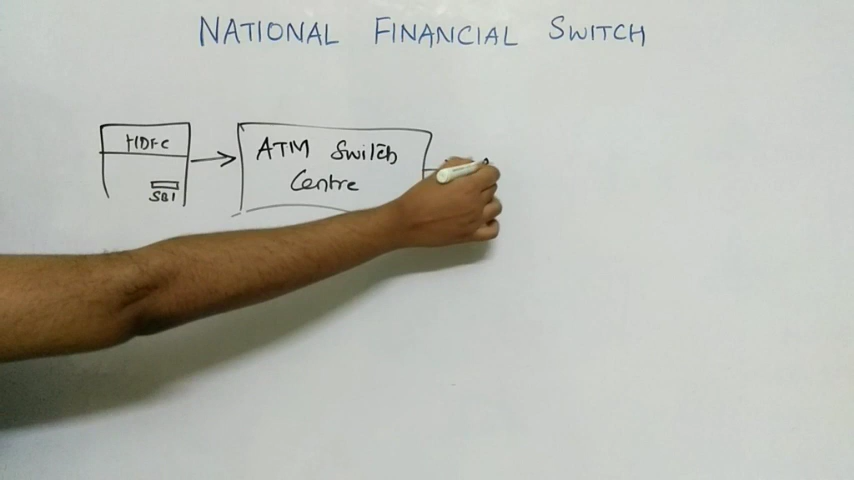 NATIONAL FINANCIAL SWITCH
HDFC
SBI
ATM Switch
Centre